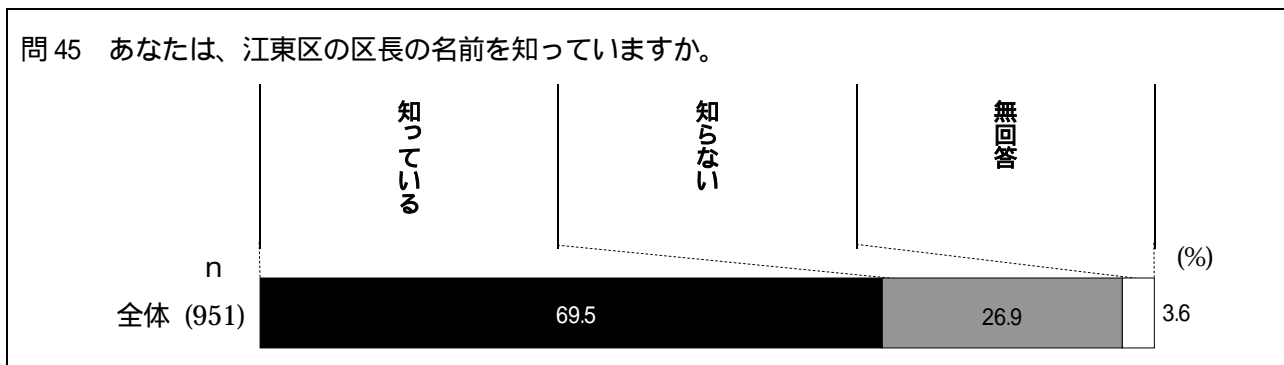 問 45 あなたは、江東区の区長の名前を知っていますか。
知っている
知らない
無回答
(%)
n
全体 (951)
69.5
26.9
3.6